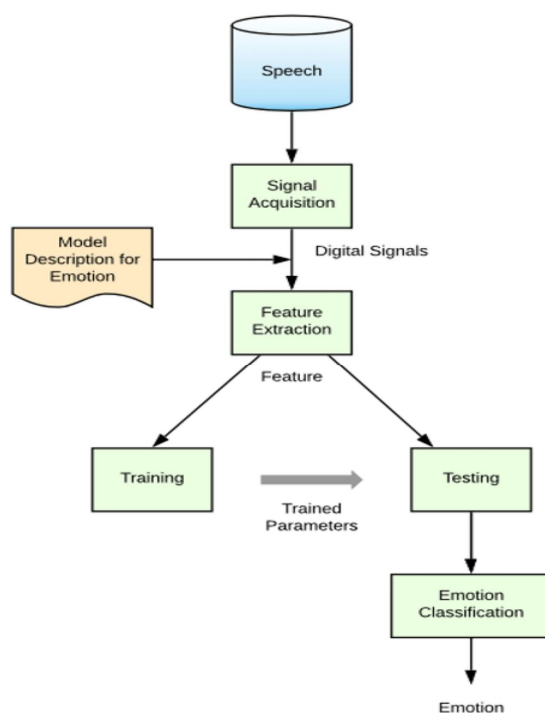 Speech
Signal
Acquisition
Model
Description for
Emotion
Digital Signals
Feature
Extraction
Feature
Training
Testing
Trained
Parameters
Emotion
Classification
Emotion